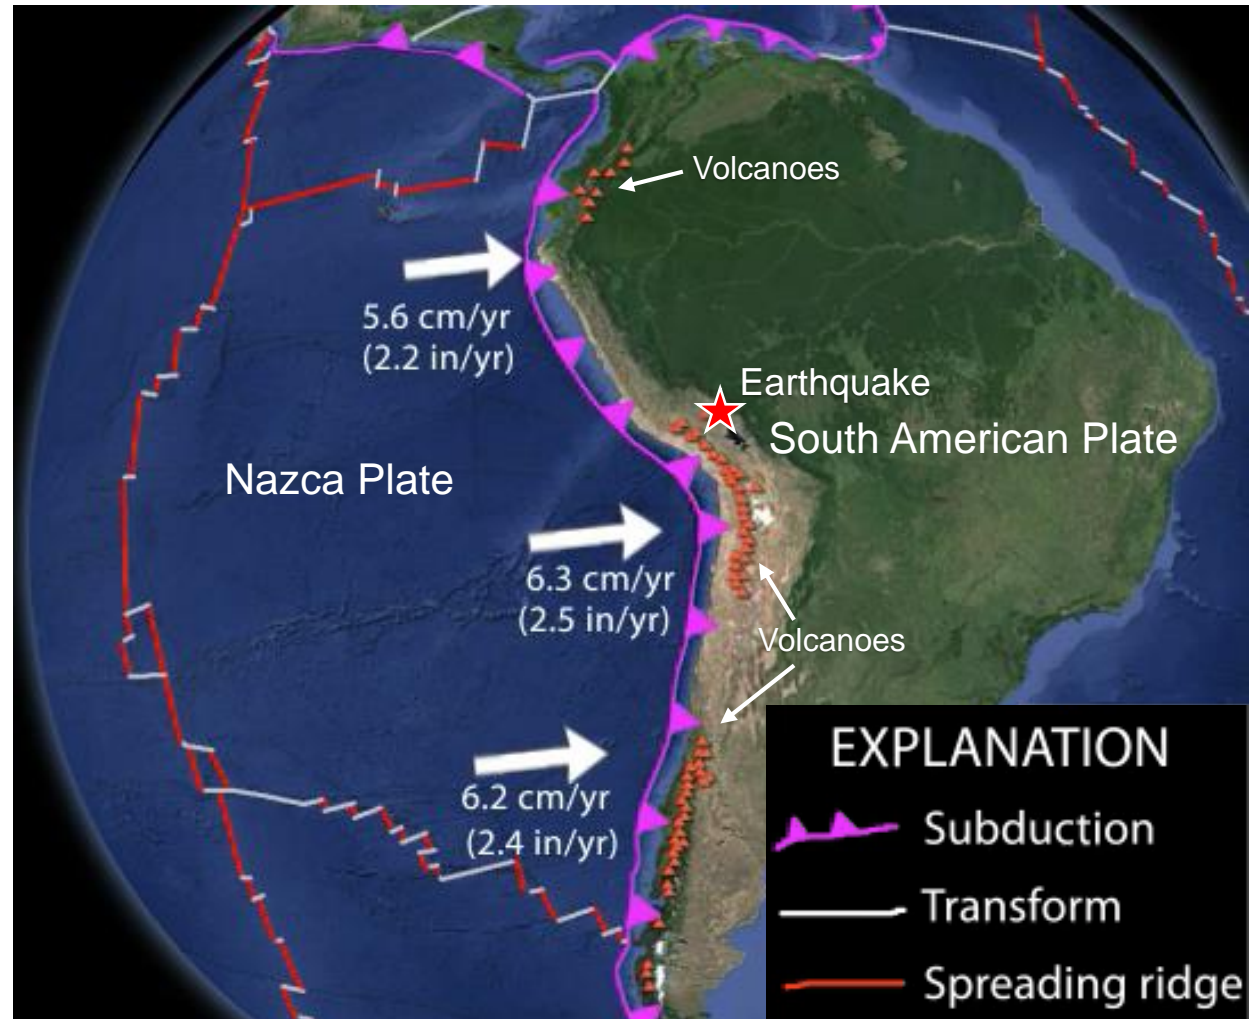 Volcanoes
5.6 cm/yr
(2.2 in/yr)
Earthquake
South American Plate
Nazca Plate
6.3 cm/yr
(2.5 in/yr)
Volcanoes
6.2 cm/yr
(2.4 in/yr)
EXPLANATION
Subduction
Transform
Spreading ridge